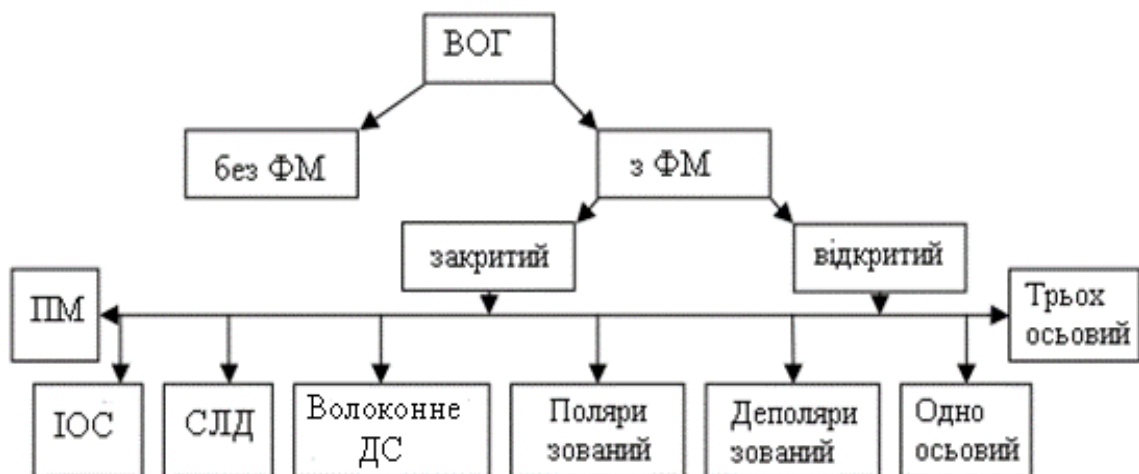 ВОГ
без ФМ
з ФМ
закритий
відкритий
ПМ
Трьох
осьовий
ІОС
СЛД
Волоконне
ДС
Поляри
зований
Деполяри
зований
Одно
осьовий